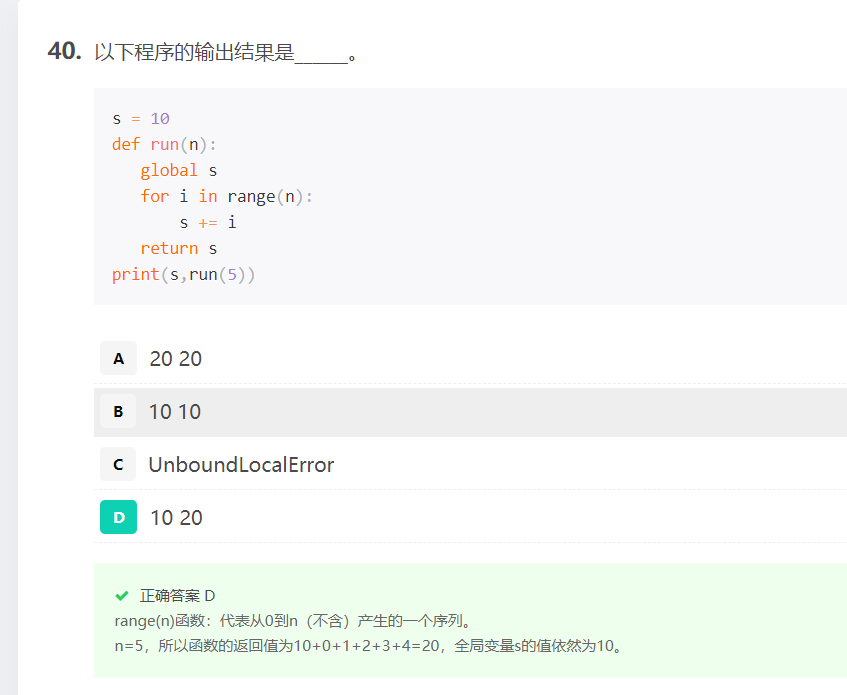 40. 以下程序的输出结果是______。
s = 10
def run(n):
   global s
   for i in range(n):
       s += i
   return s
print(s,run(5))
A 20 20
B 10 10
C UnboundLocalError
D 10 20
正确答案 D
range(n)函数：代表从0到n（不含）产生的一个序列。
n=5，所以函数的返回值为10+0+1+2+3+4=20，全局变量s的值依然为10。